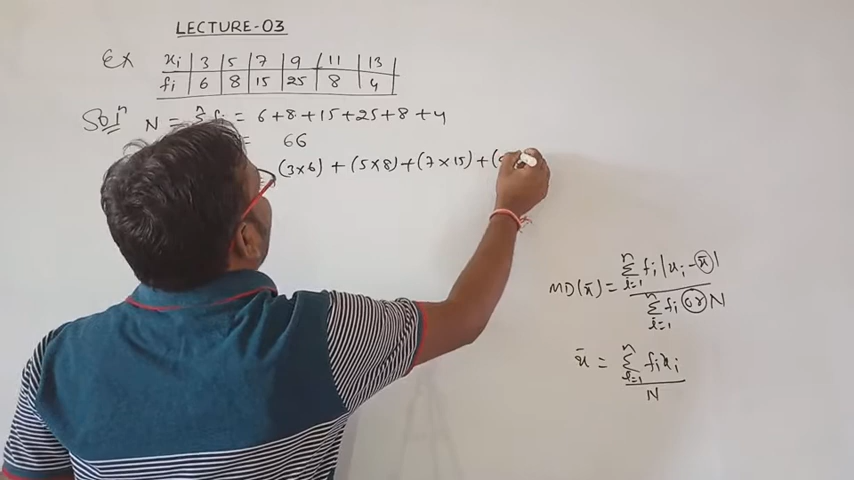 LECTURE-03
Ex
xi 3 5 7 9 11 13
fi 6 8 15 25 8 4
Solⁿ N = n fi = 6+8+15+25+8+4
= 66
= (3×6) + (5×8) + (7×15) + (
MD(x̄) = n Σ i=1 fi |xi - x̄|
n Σ i=1 fi or N
x̄ = n Σ i=1 fi xi
N